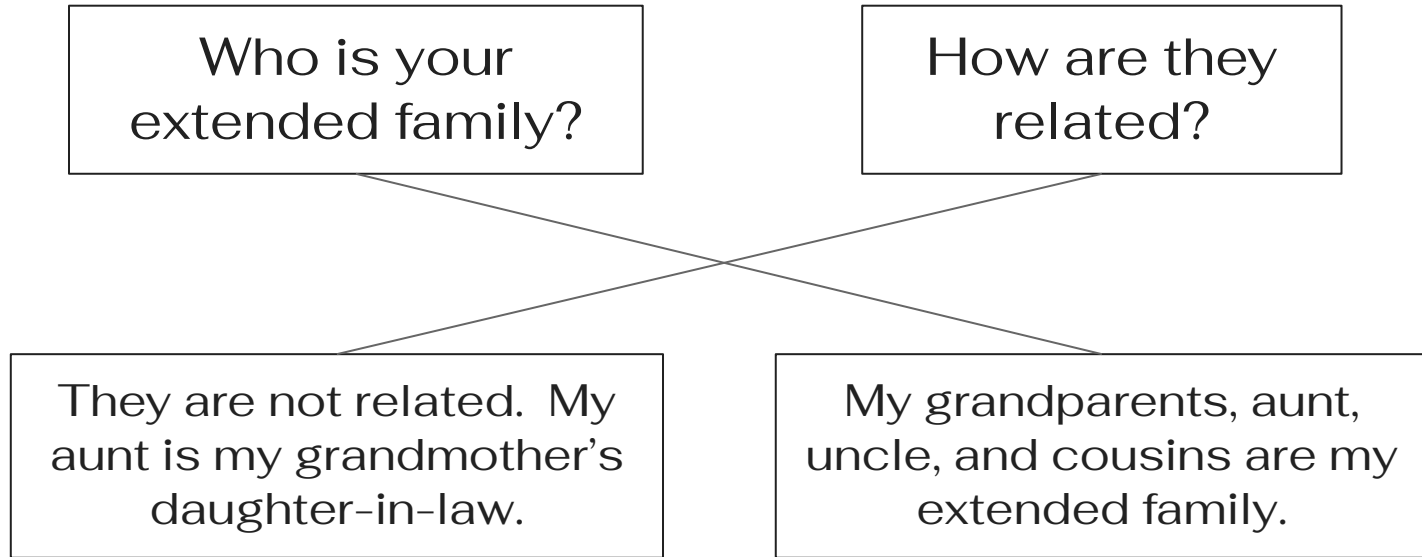 Who is your
extended family?
How are they
related?
They are not related.  My
aunt is my grandmother’s
daughter-in-law.
My grandparents, aunt,
uncle, and cousins are my
extended family.